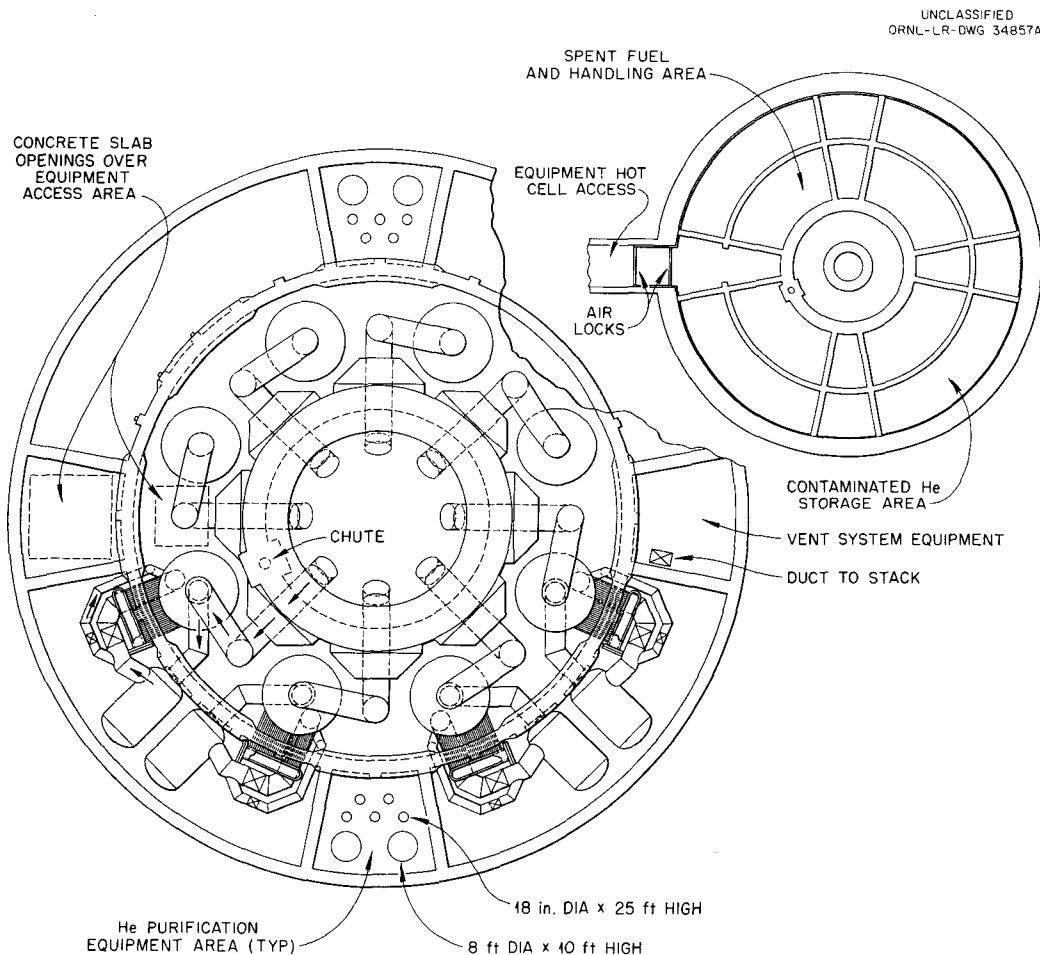 UNCLASSIFIED
ORNL-LR-DWG 34857A
SPENT FUEL
AND HANDLING AREA
CONCRETE SLAB
OPENINGS OVER
EQUIPMENT
ACCESS AREA
EQUIPMENT HOT
CELL ACCESS
AIR
LOCKS
CONTAMINATED He
STORAGE AREA
CHUTE
VENT SYSTEM EQUIPMENT
DUCT TO STACK
18 in. DIA x 25 ft HIGH
He PURIFICATION
EQUIPMENT AREA (TYP)
8 ft DIA x 10 ft HIGH